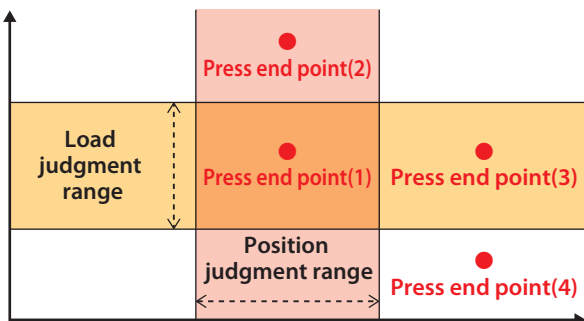 Press end point(2)
Load
judgment
range
Press end point(1)
Press end point(3)
Position
judgment range
Press end point(4)